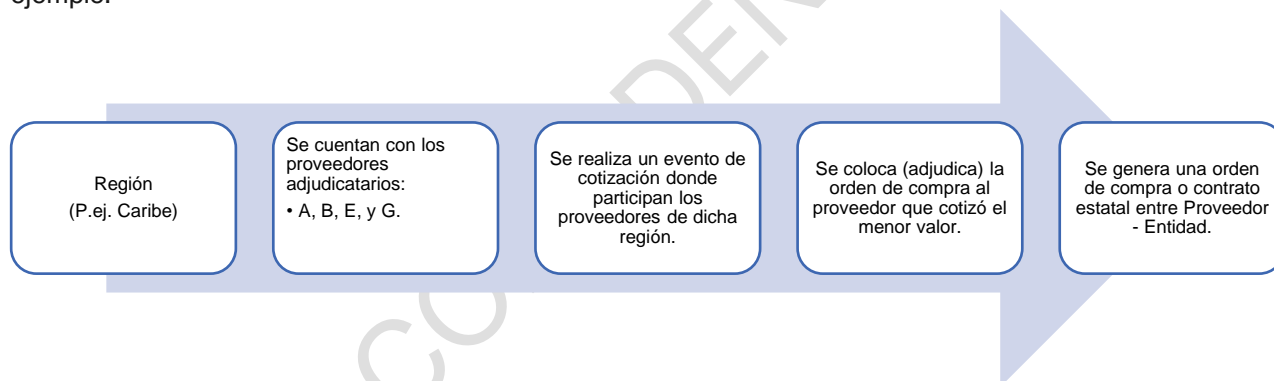 ejemplo:
Región
(P.ej. Caribe)
Se cuentan con los
proveedores
adjudicatarios:
• A, B, E, y G.
Se realiza un evento de
cotización donde
participan los
proveedores de dicha
región.
Se coloca (adjudica) la
orden de compra al
proveedor que cotizó el
menor valor.
Se genera una orden
de compra o contrato
estatal entre Proveedor
- Entidad.